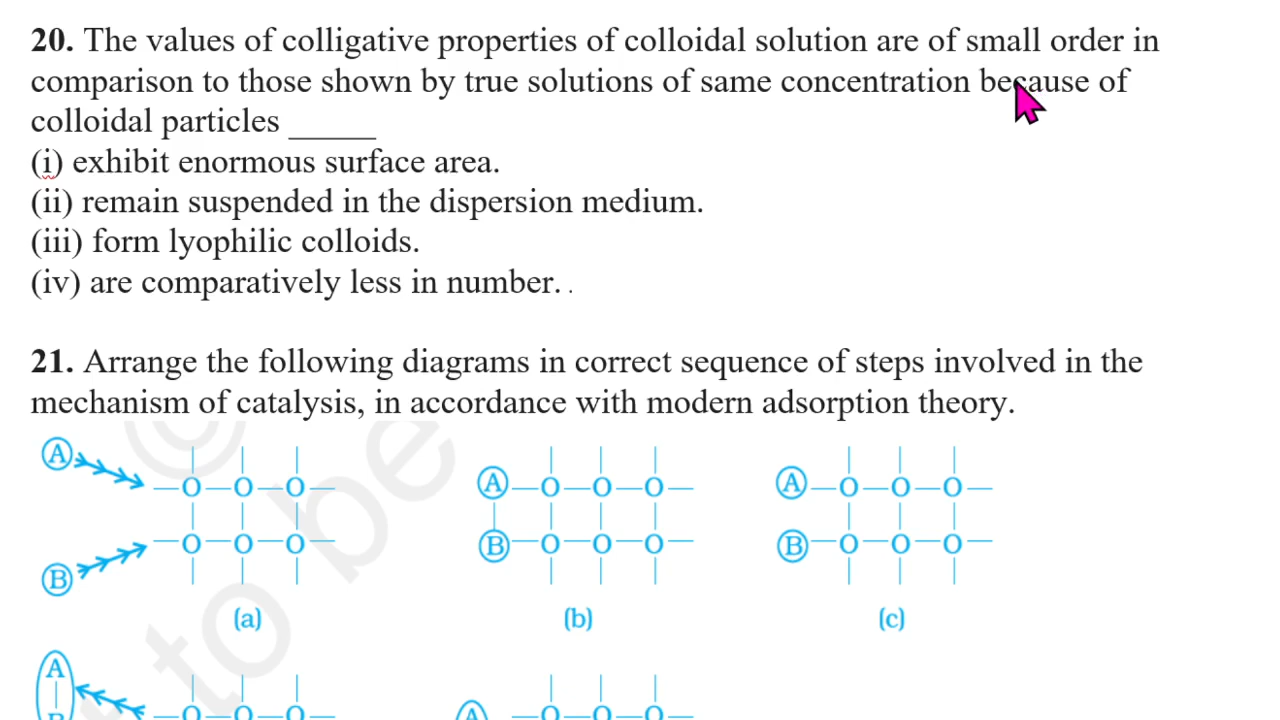 20. The values of colligative properties of colloidal solution are of small order in
comparison to those shown by true solutions of same concentration because of
colloidal particles ______
(i) exhibit enormous surface area.
(ii) remain suspended in the dispersion medium.
(iii) form lyophilic colloids.
(iv) are comparatively less in number. .
21. Arrange the following diagrams in correct sequence of steps involved in the
mechanism of catalysis, in accordance with modern adsorption theory.
A O O O A O O O A O O O
B O O O B O O O B O O O
(a) (b) (c)
A
B O O O A O O O
to be